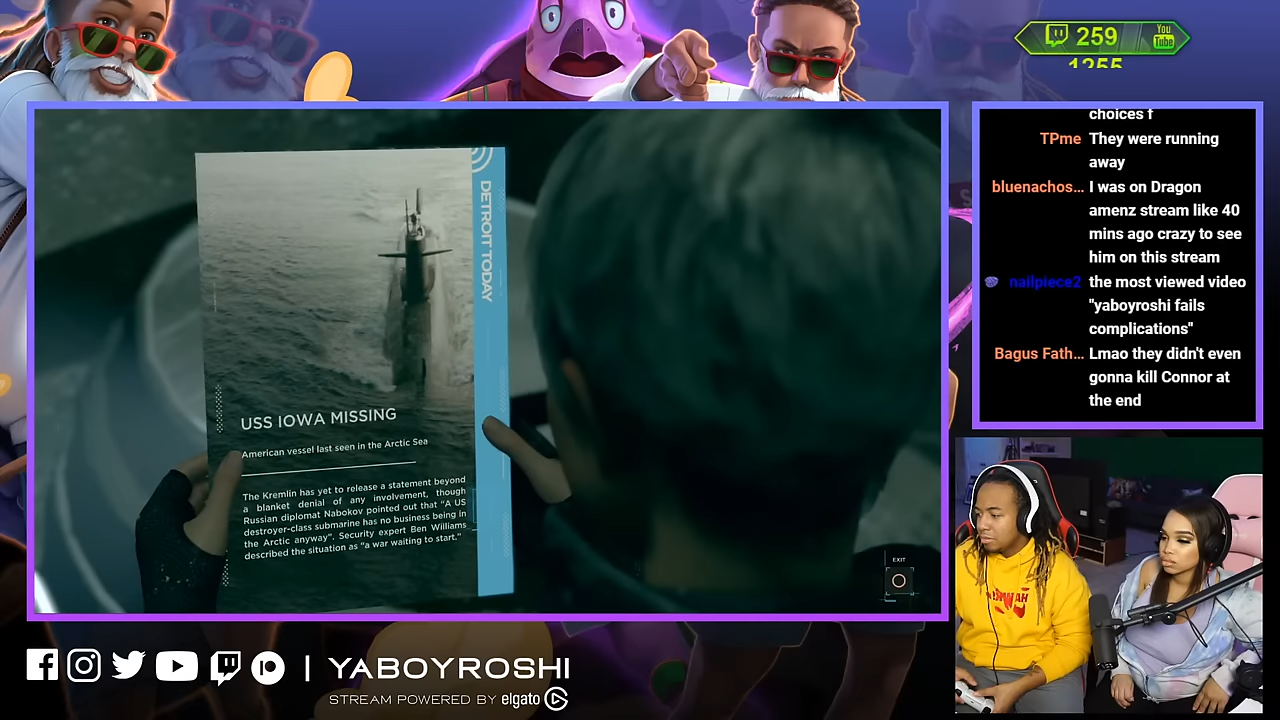 259
You
Tube
1255
choices f
TPme They were running
away
bluenachos... I was on Dragon
amenz stream like 40
mins ago crazy to see
him on this stream
nailpiece2 the most viewed video
"yaboyroshi fails
complications"
Bagus Fath... Lmao they didn't even
gonna kill Connor at
the end
DETROIT TODAY
USS IOWA MISSING
American vessel last seen in the Arctic Sea
The Kremlin has yet to release a statement beyond
a blanket denial of any involvement, though
Russian diplomat Nabokov pointed out that "A US
destroyer-class submarine has no business being in
the Arctic anyway". Security expert Ben Williams
described the situation as "a war waiting to start."
EXIT
| YABOYROSHI
STREAM POWERED BY elgato